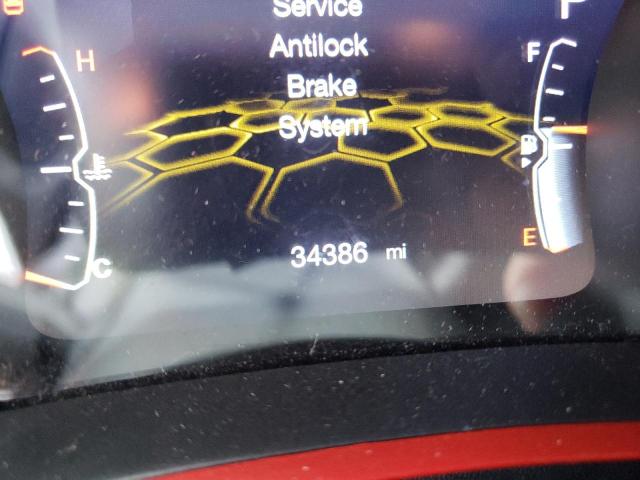 Service
P
Antilock
H
F
Brake
System
E
34386 mi
C